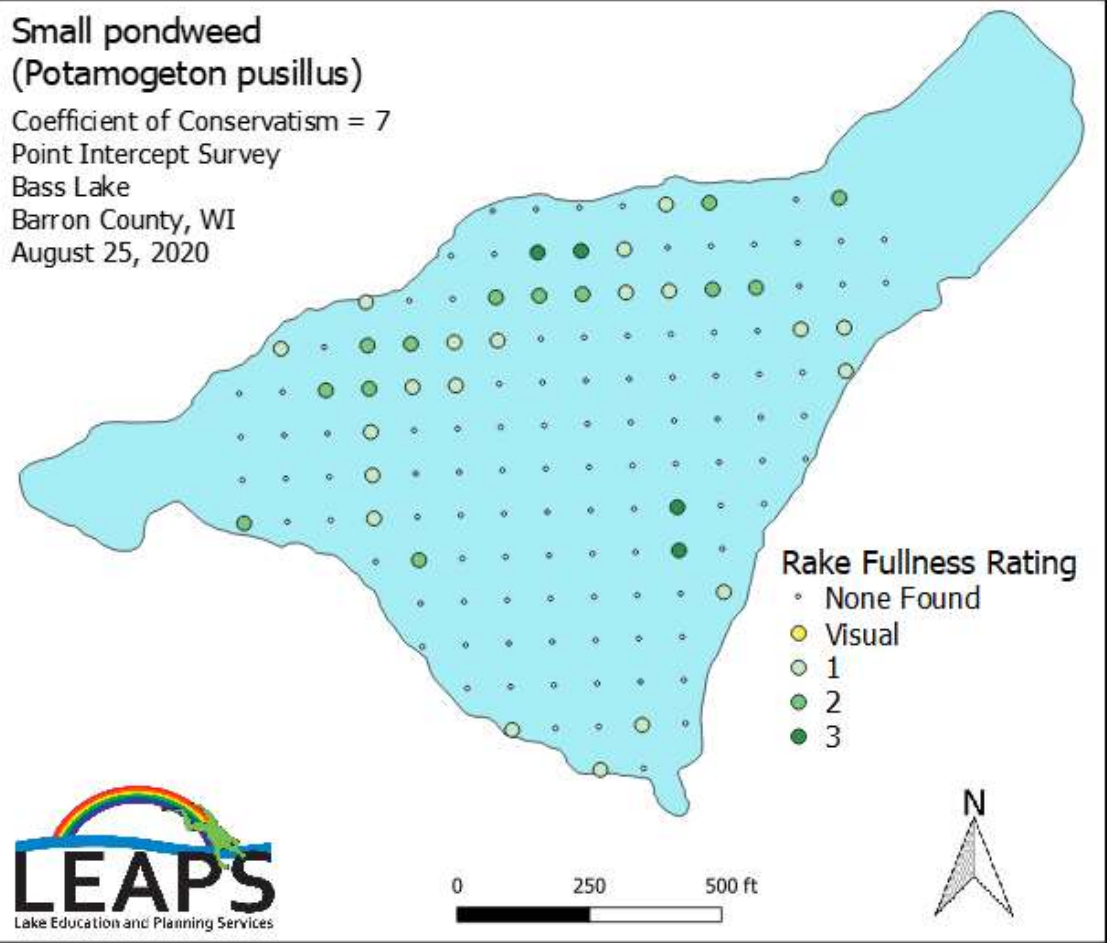 Small pondweed
(Potamogeton pusillus)
Coefficient of Conservatism = 7
Point Intercept Survey
Bass Lake
Barron County, WI
August 25, 2020
Rake Fullness Rating
None Found
Visual
1
2
3
LEAPS
Lake Education and Planning Services
0 250 500 ft
N